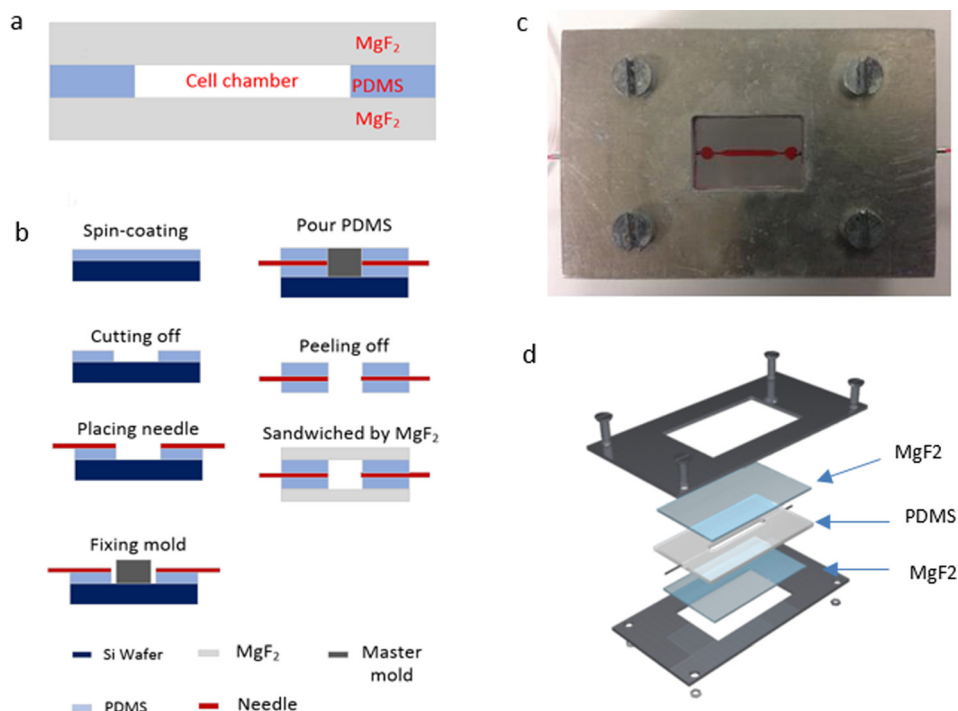 a
MgF₂
Cell chamber
PDMS
MgF₂
b
Spin-coating
Pour PDMS
Cutting off
Peeling off
Placing needle
Sandwiched by MgF₂
Fixing mold
Si Wafer
MgF₂
Master
mold
PDMS
Needle
c
d
MgF2
PDMS
MgF2